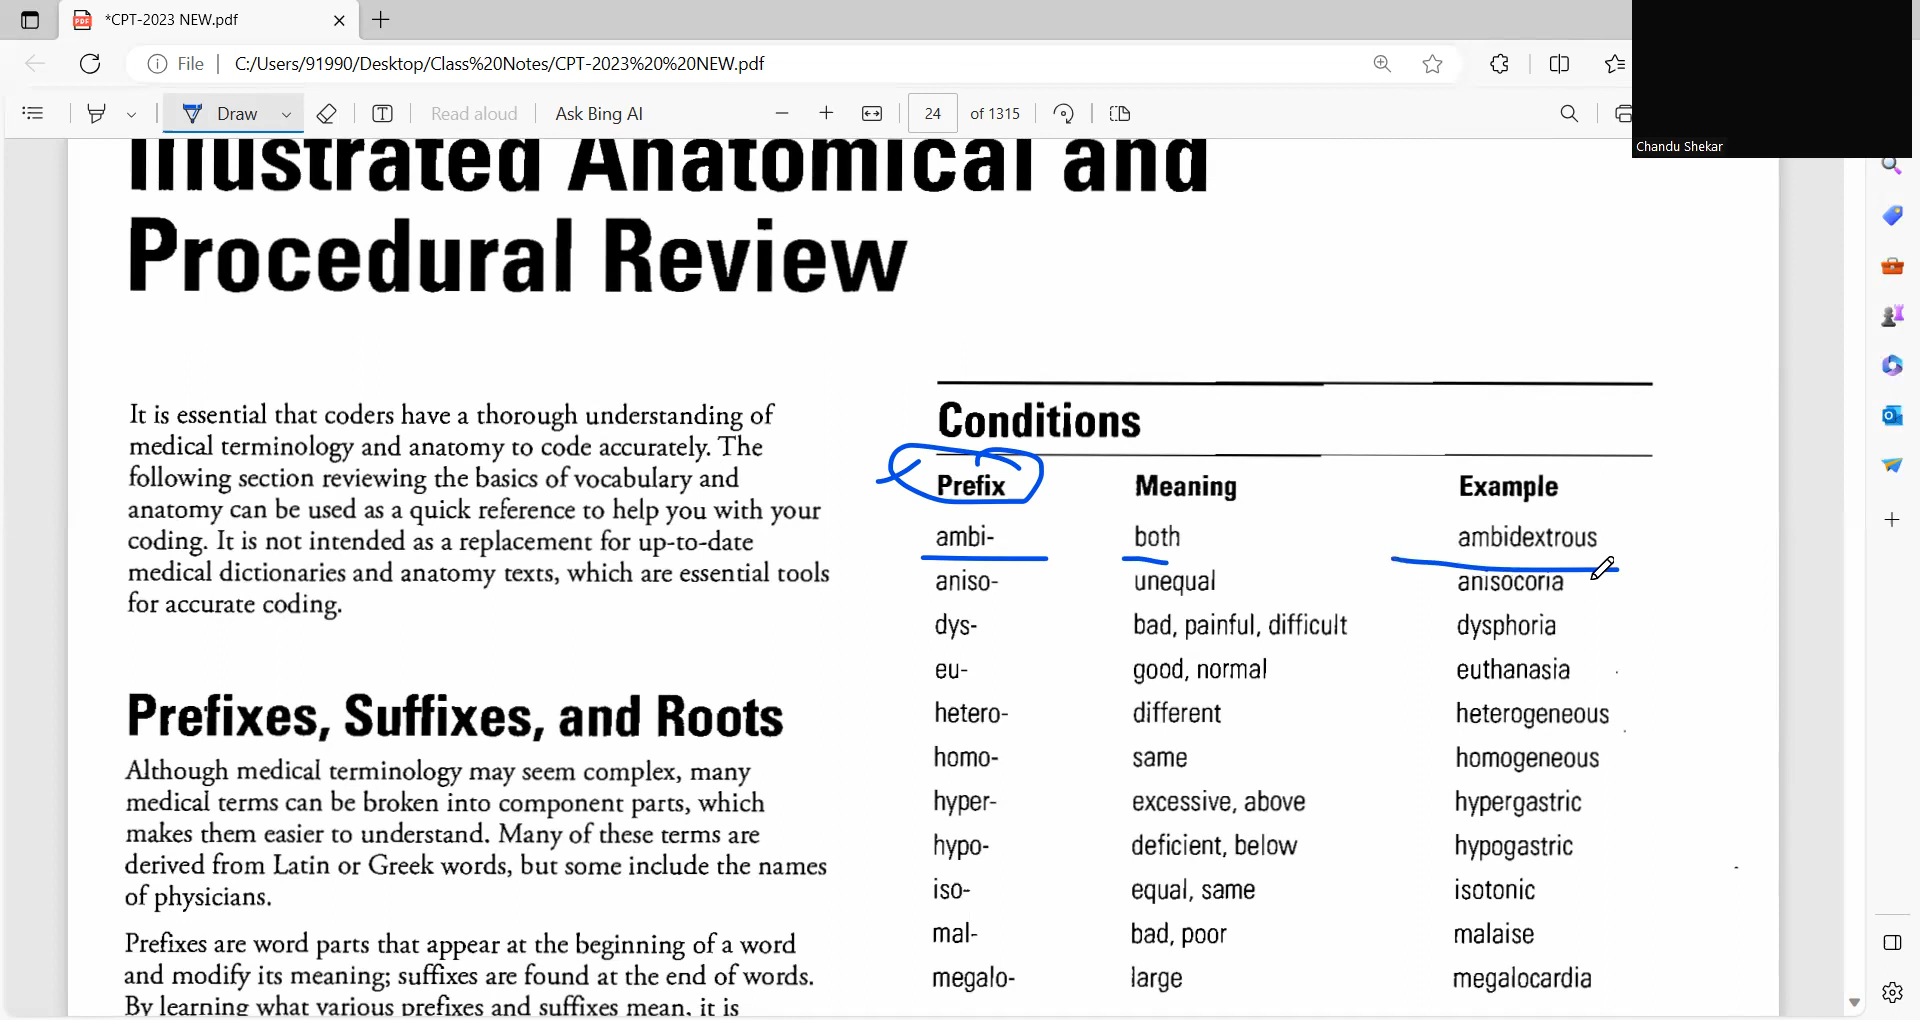 *CPT-2023 NEW.pdf
File
C:/Users/91990/Desktop/Class%20Notes/CPT-2023%20%20NEW.pdf
Draw
Read aloud
Ask Bing AI
24
of 1315
Chandu Shekar
Illustrated Anatomical and
Procedural Review
It is essential that coders have a thorough understanding of
medical terminology and anatomy to code accurately. The
following section reviewing the basics of vocabulary and
anatomy can be used as a quick reference to help you with your
coding. It is not intended as a replacement for up-to-date
medical dictionaries and anatomy texts, which are essential tools
for accurate coding.
Prefixes, Suffixes, and Roots
Although medical terminology may seem complex, many
medical terms can be broken into component parts, which
makes them easier to understand. Many of these terms are
derived from Latin or Greek words, but some include the names
of physicians.
Prefixes are word parts that appear at the beginning of a word
and modify its meaning; suffixes are found at the end of words.
By learning what various prefixes and suffixes mean, it is
Conditions
Prefix Meaning Example
ambi- both ambidextrous
aniso- unequal anisocoria
dys- bad, painful, difficult dysphoria
eu- good, normal euthanasia
hetero- different heterogeneous
homo- same homogeneous
hyper- excessive, above hypergastric
hypo- deficient, below hypogastric
iso- equal, same isotonic
mal- bad, poor malaise
megalo- large megalocardia